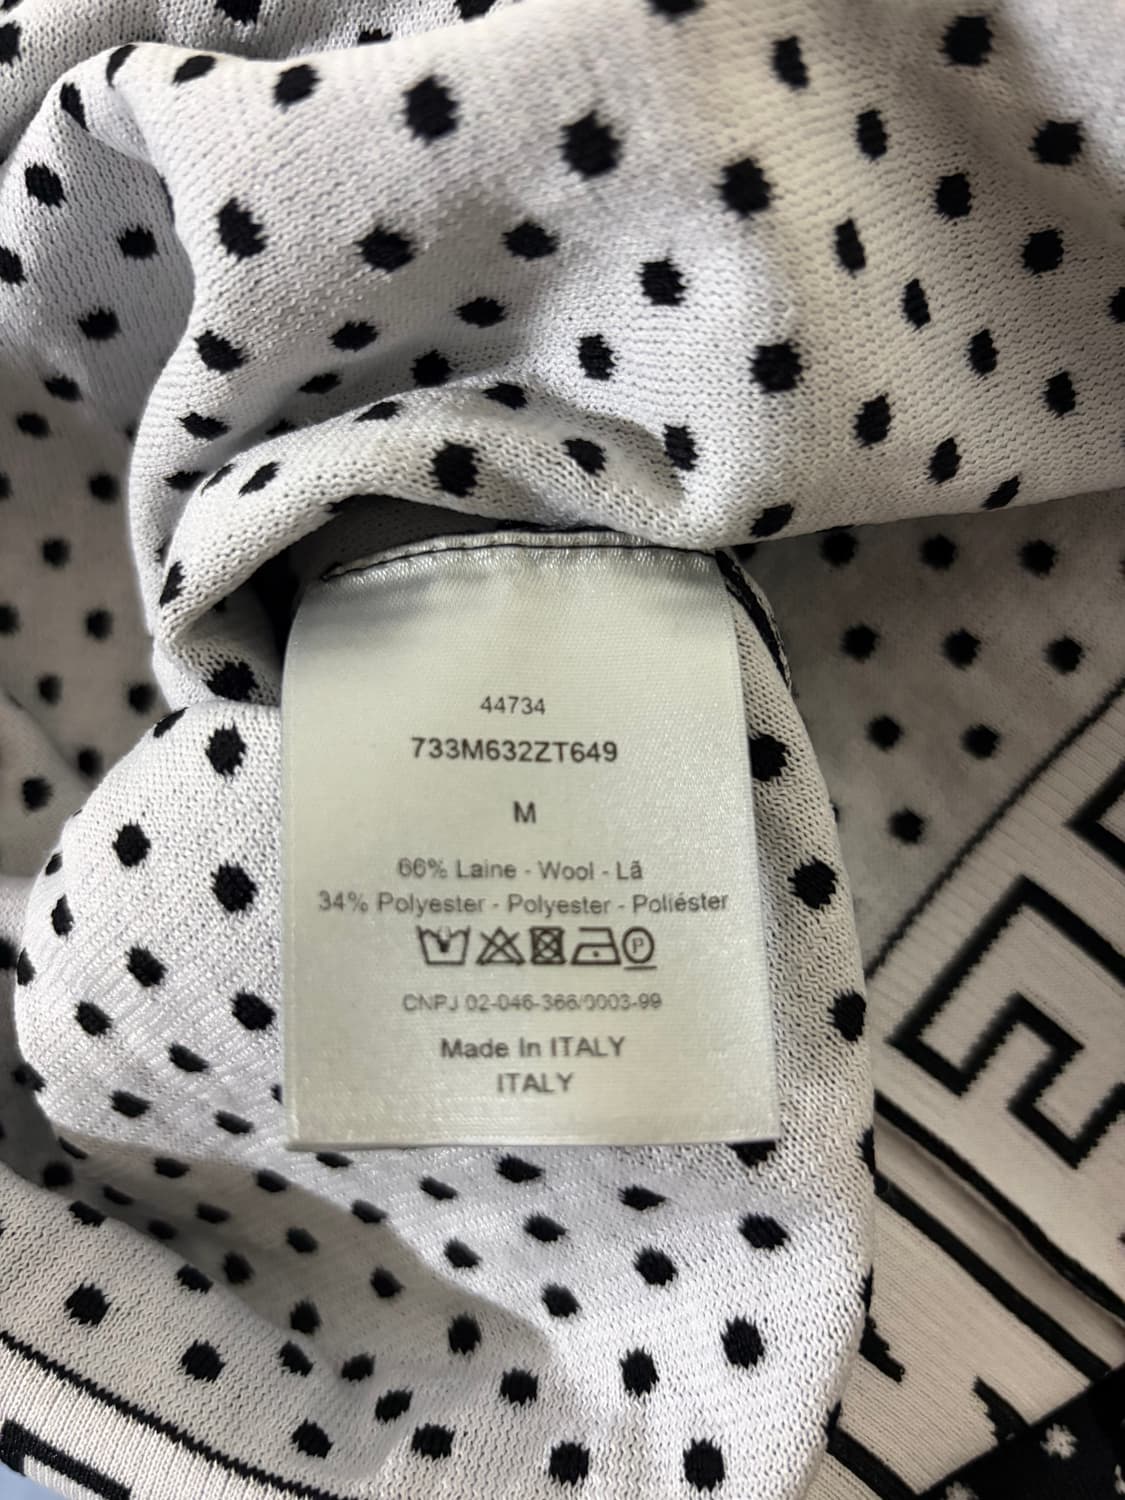 44734
733M632ZT649
M
66% Laine - Wool - Lã
34% Polyester - Polyester - Poliéster
CNPJ 02-046-366/0003-99
Made In ITALY
ITALY